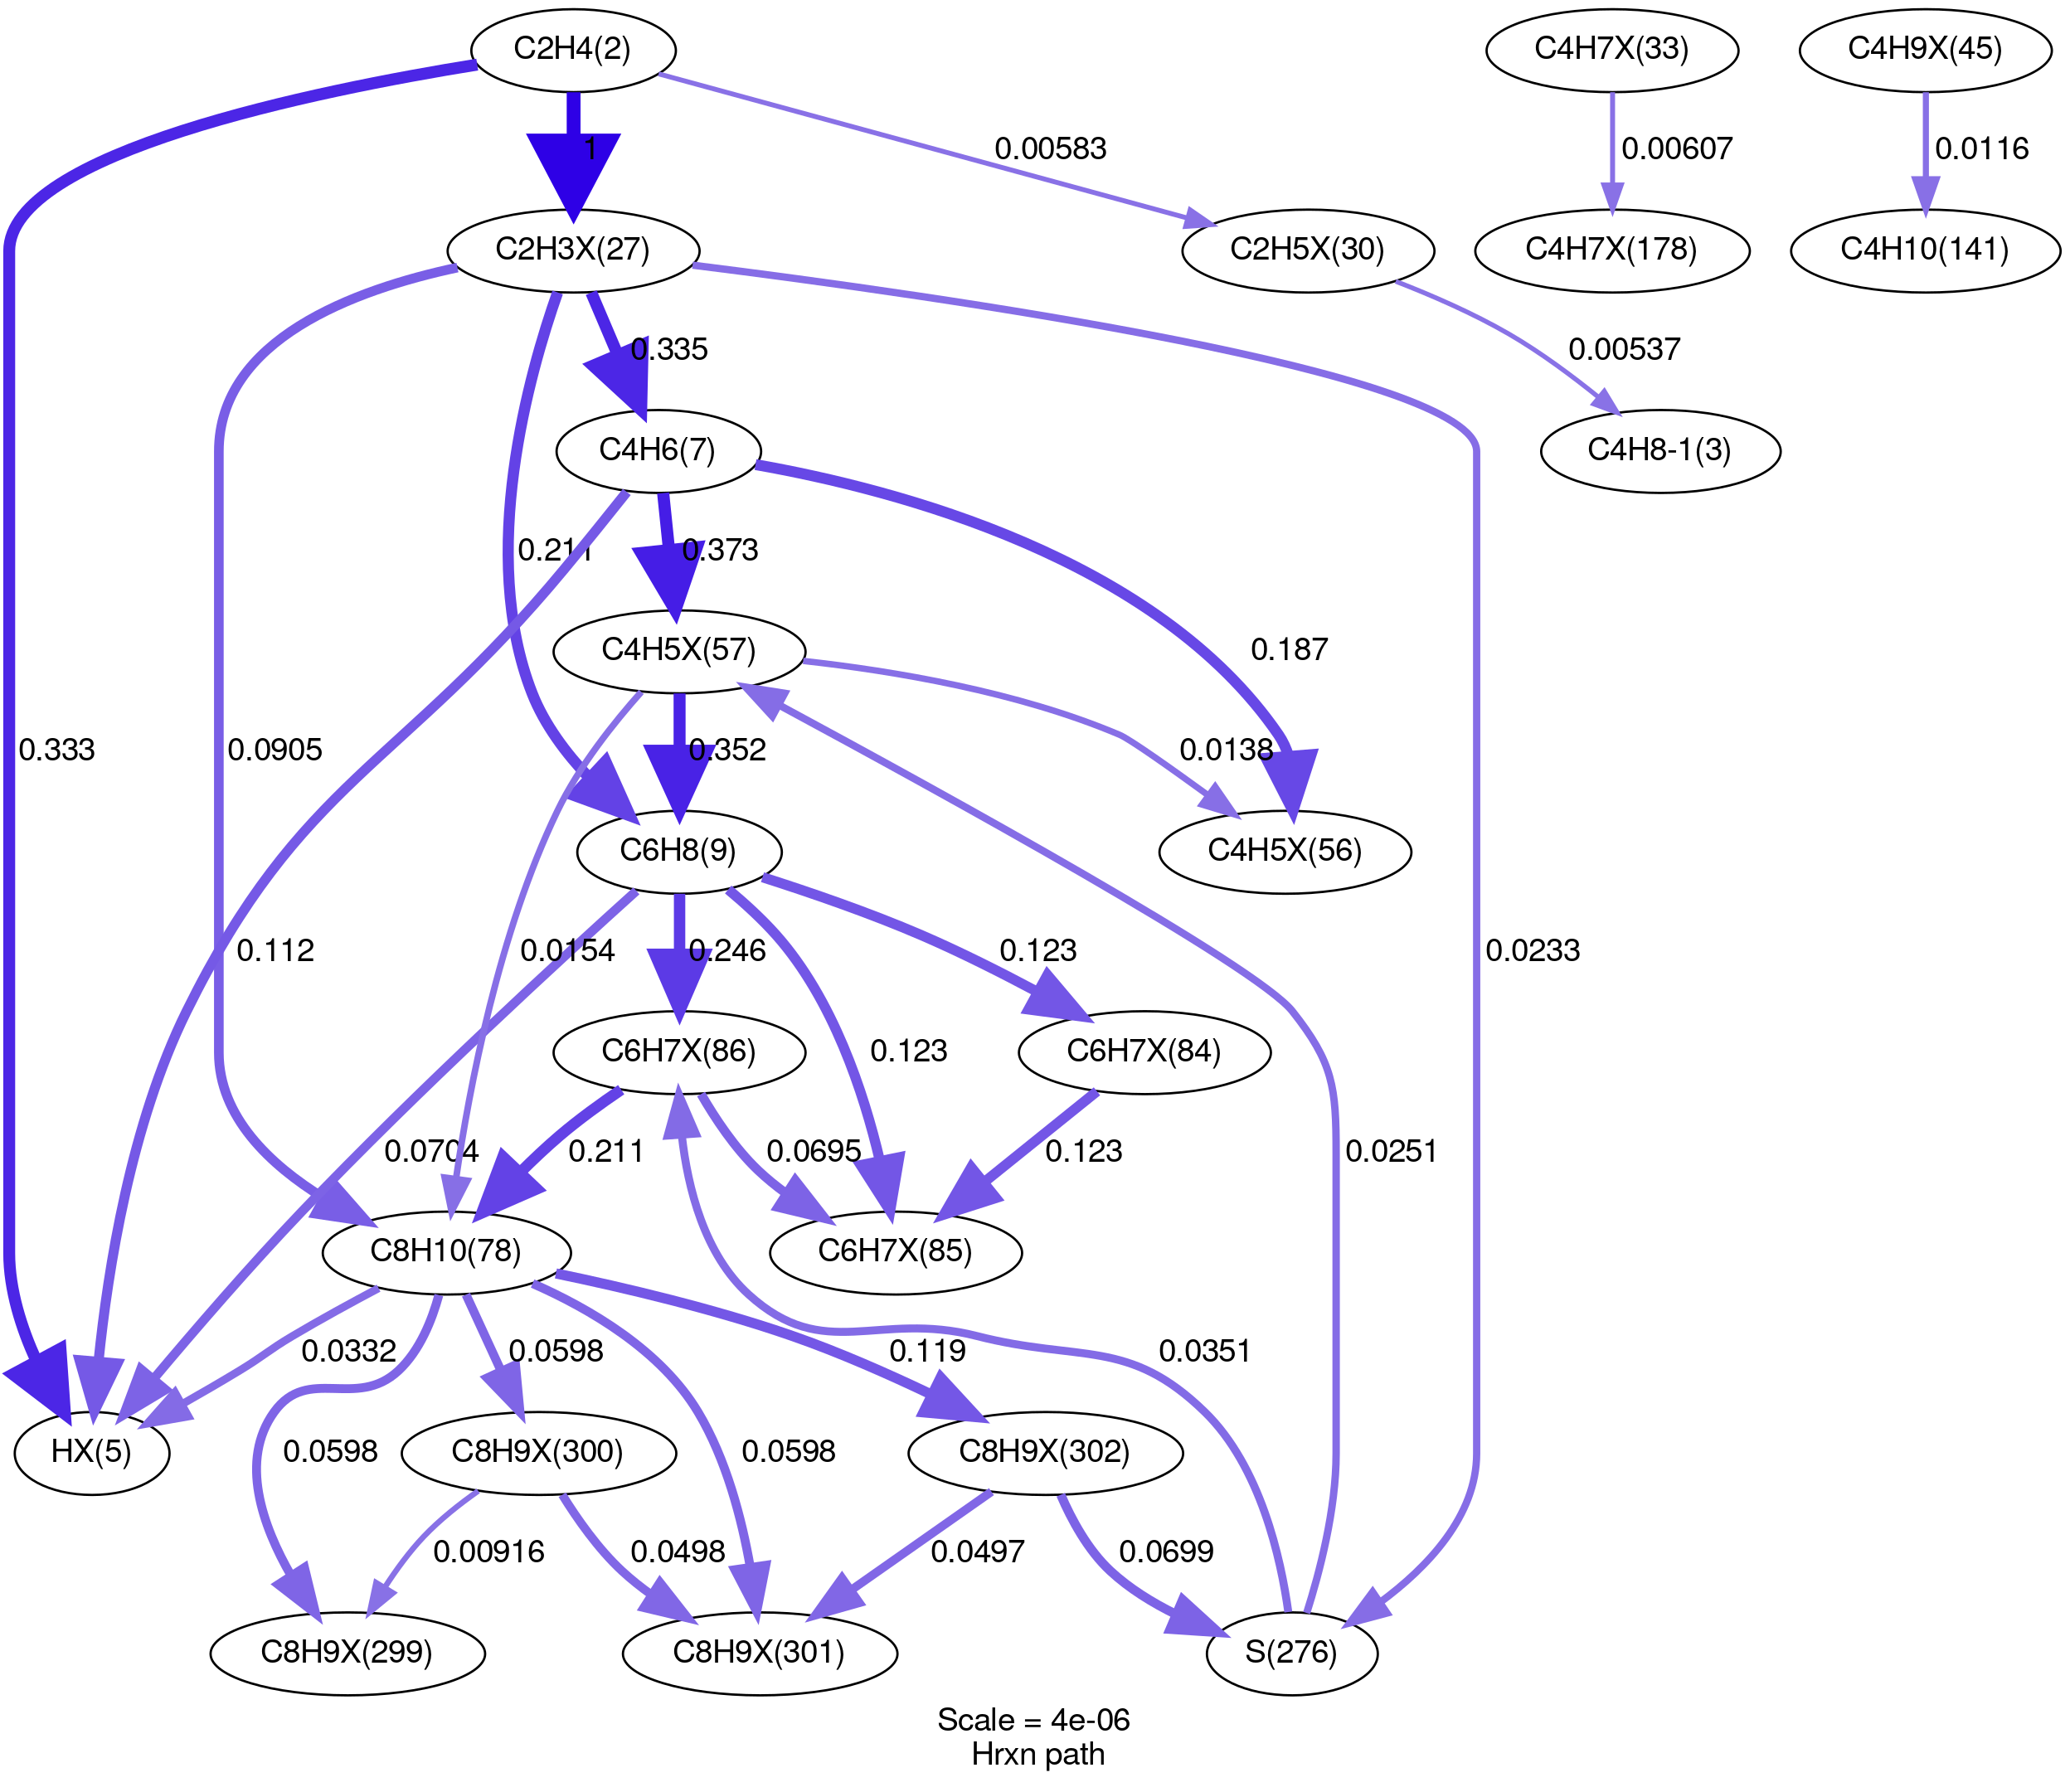 C2H4(2)
C4H7X(33)
C4H9X(45)
1
0.00583
0.00607
0.0116
C2H3X(27)
C2H5X(30)
C4H7X(178)
C4H10(141)
0.335
0.00537
C4H6(7)
C4H8-1(3)
0.211
0.373
C4H5X(57)
0.187
0.333
0.0905
0.352
0.0138
C6H8(9)
C4H5X(56)
0.112
0.0154
0.246
0.123
0.0233
C6H7X(86)
0.123
C6H7X(84)
0.0704
0.211
0.0695
0.123
0.0251
C8H10(78)
C6H7X(85)
0.0332
0.0598
0.119
0.0351
HX(5)
0.0598
C8H9X(300)
0.0598
C8H9X(302)
0.00916
0.0498
0.0497
0.0699
C8H9X(299)
C8H9X(301)
S(276)
Scale = 4e-06
Hrxn path